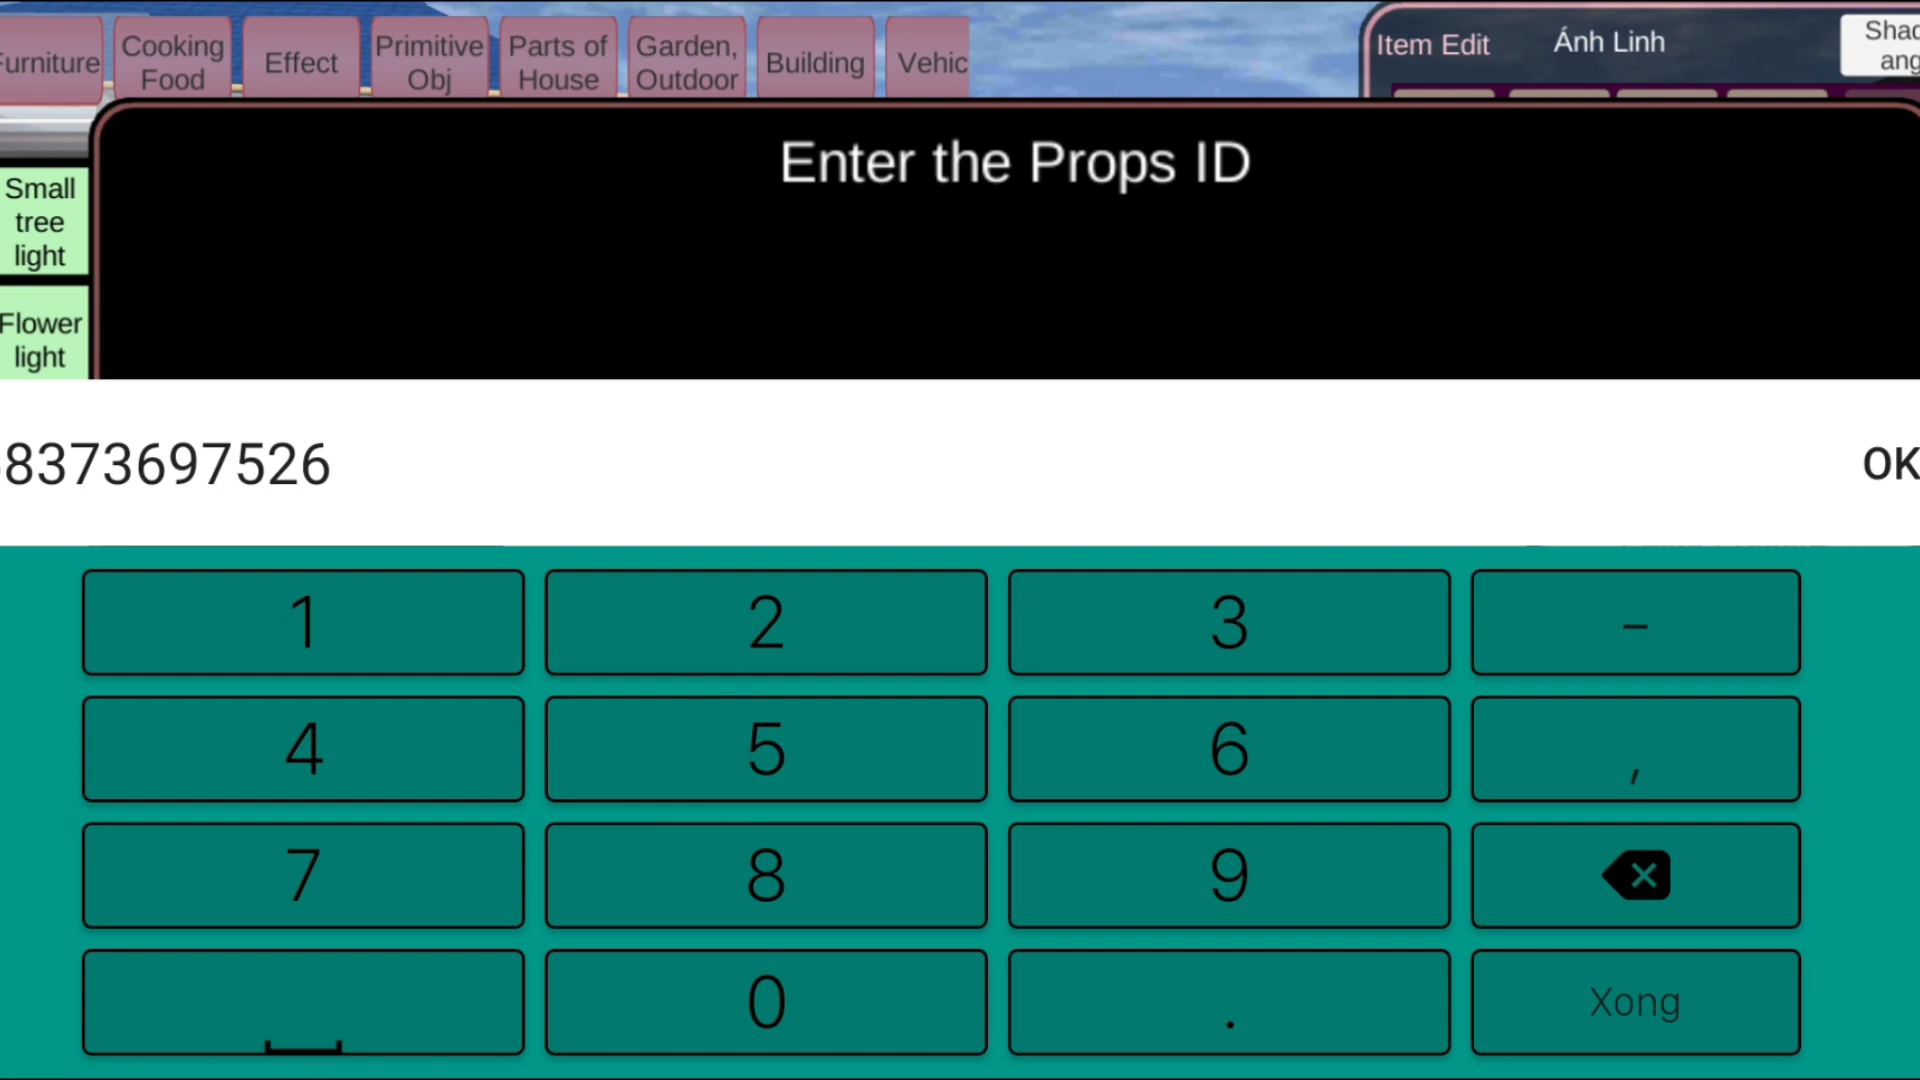 Furniture
Cooking
Food
Effect
Primitive
Obj
Parts of
House
Garden,
Outdoor
Building
Vehic
Item Edit
Ánh Linh
Shad
ang
Enter the Props ID
Small
tree
light
Flower
light
8373697526
OK
1 2 3 -
4 5 6 ,
7 8 9
0 . Xong